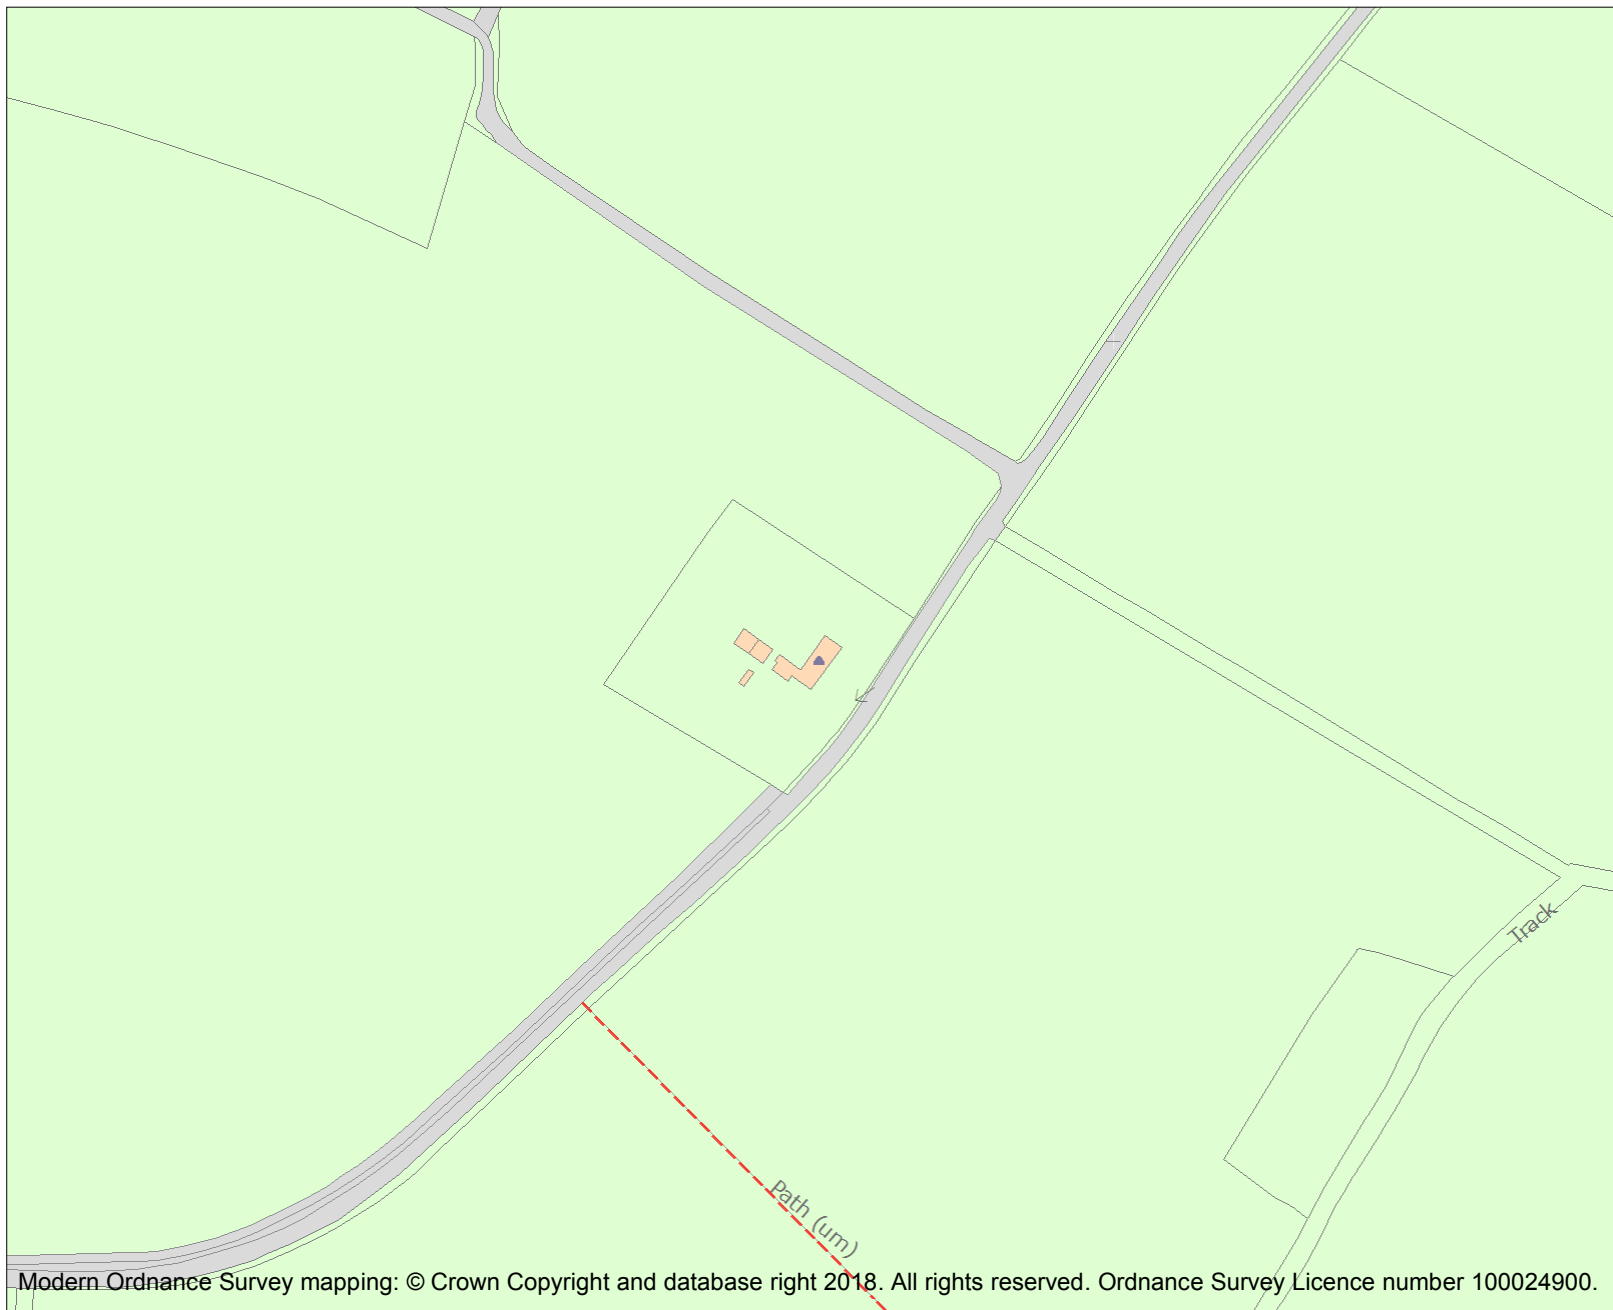 Track
Path (um)
Modern Ordnance Survey mapping: © Crown Copyright and database right 2018. All rights reserved. Ordnance Survey Licence number 100024900.